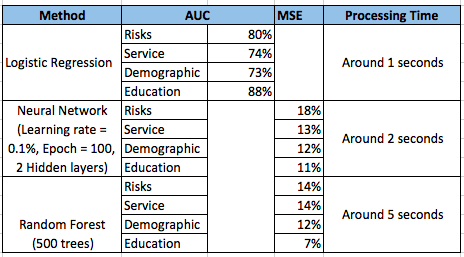 Method AUC MSE Processing Time
Risks 80%
Service 74%
Logistic Regression Demographic 73% Around 1 seconds
Education 88%
Neural Network Risks 18%
(Learning rate = Service 13%
0.1%, Epoch = 100, Demographic 12% Around 2 seconds
2 Hidden layers) Education 11%
Risks 14%
Service 14% Around 5 seconds
Random Forest Demographic 12%
(500 trees) Education 7%